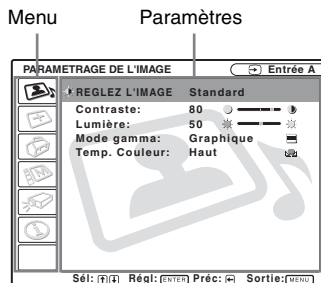 Menu Paramètres
PARAMETRAGE DE L'IMAGE Entrée A
REGLEZ L'IMAGE Standard
Contraste: 80
Lumière: 50
Mode gamma: Graphique
Temp. Couleur: Haut
Sél: Régl: ENTER Préc: Sortie: MENU